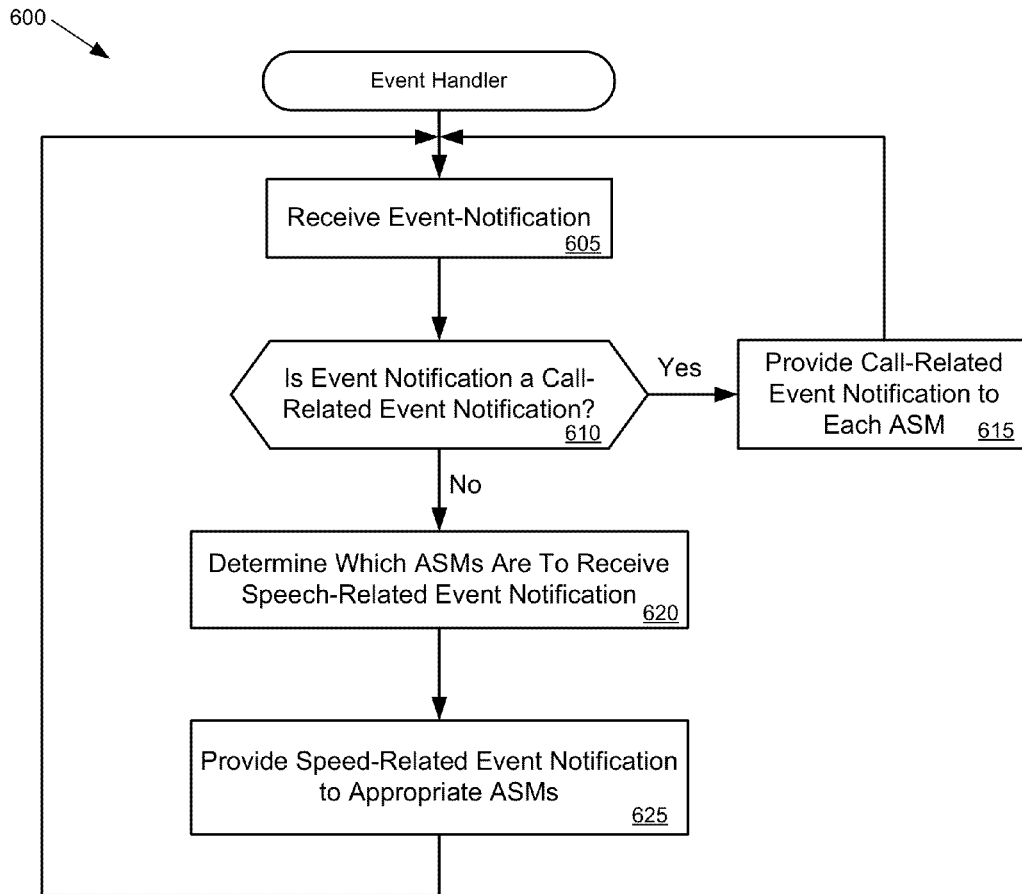 600
Event Handler
Receive Event-Notification
605
Is Event Notification a Call-
Related Event Notification?
610
Yes
Provide Call-Related
Event Notification to
Each ASM
615
No
Determine Which ASMs Are To Receive
Speech-Related Event Notification
620
Provide Speed-Related Event Notification
to Appropriate ASMs
625